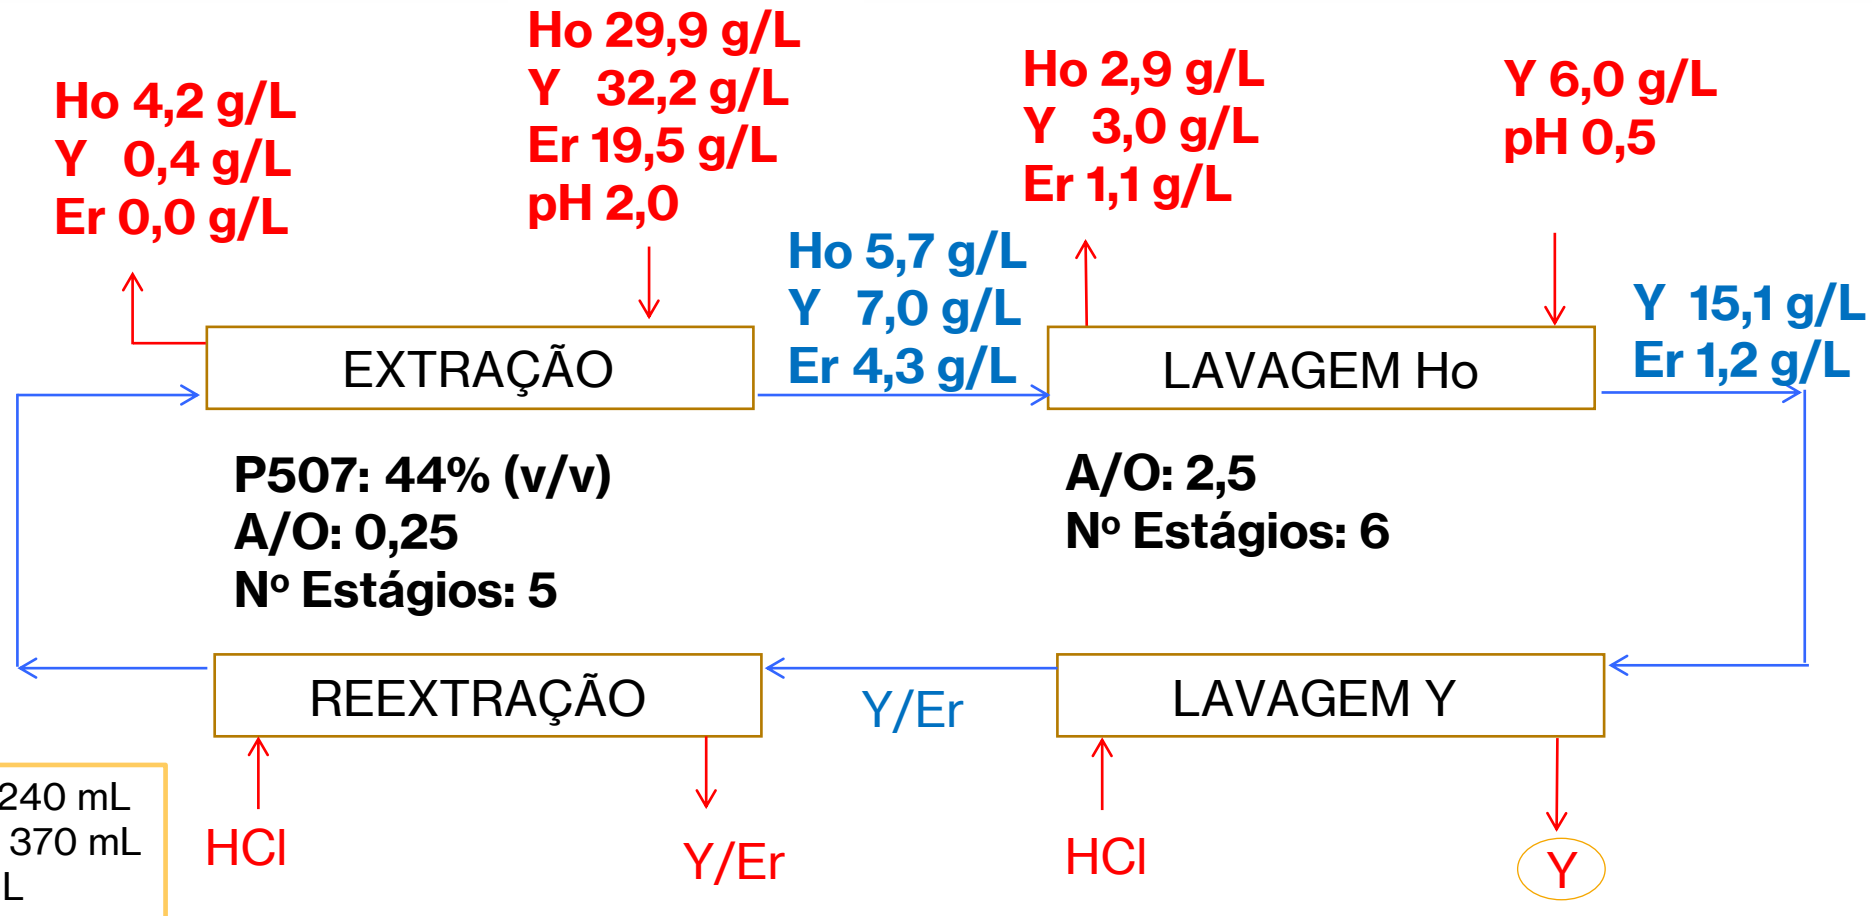 Ho 4,2 g/L
Y 0,4 g/L
Er 0,0 g/L
Ho 29,9 g/L
Y 32,2 g/L
Er 19,5 g/L
pH 2,0
Ho 2,9 g/L
Y 3,0 g/L
Er 1,1 g/L
Y 6,0 g/L
pH 0,5
Ho 5,7 g/L
Y 7,0 g/L
Er 4,3 g/L
Y 15,1 g/L
Er 1,2 g/L
EXTRAÇÃO
LAVAGEM Ho
P507: 44% (v/v)
A/O: 0,25
Nº Estágios: 5
A/O: 2,5
Nº Estágios: 6
REEXTRAÇÃO
Y/Er
LAVAGEM Y
240 mL
370 mL
L
HCl
Y/Er
HCl
Y